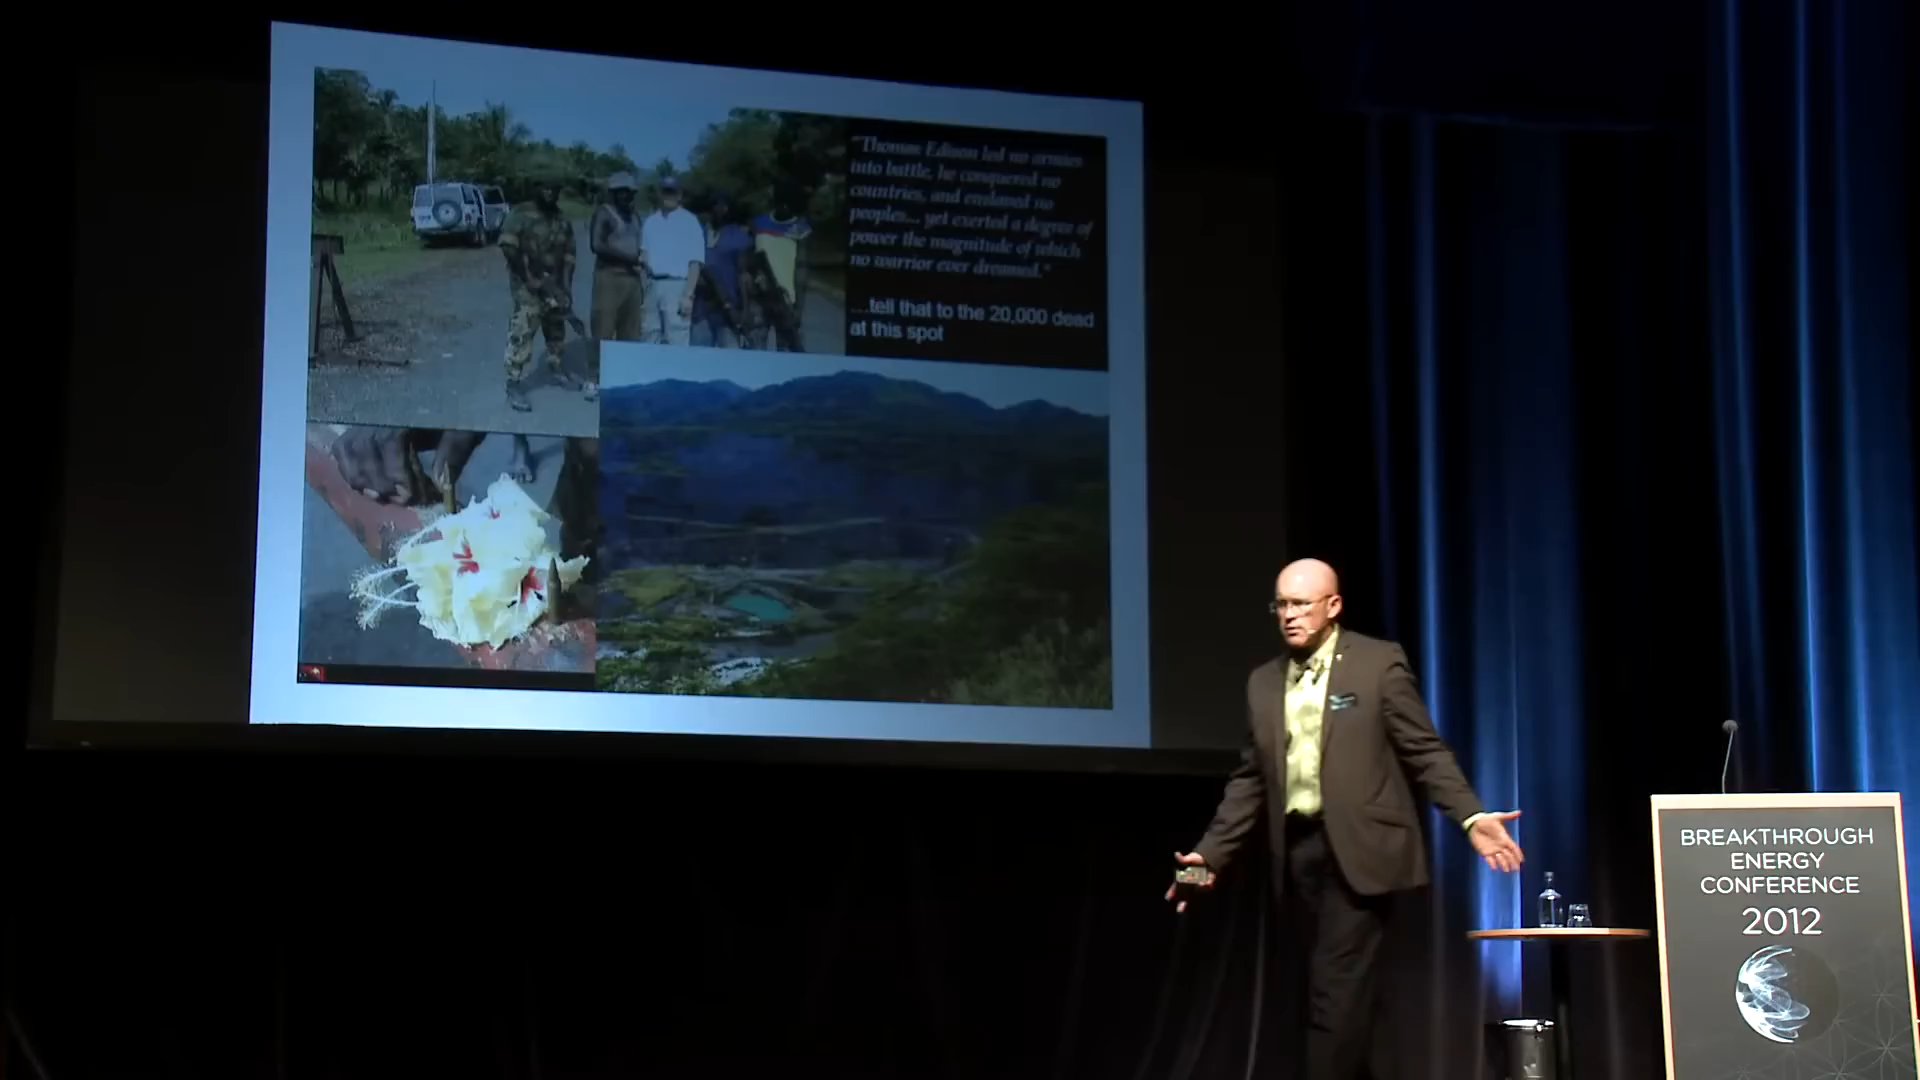 "Thomas Edison led no armies
into battle, he conquered no
countries, and enslaved no
peoples... yet exerted a degree of
power the magnitude of which
no warrior ever dreamed."
...tell that to the 20,000 dead
at this spot
BREAKTHROUGH
ENERGY
CONFERENCE
2012